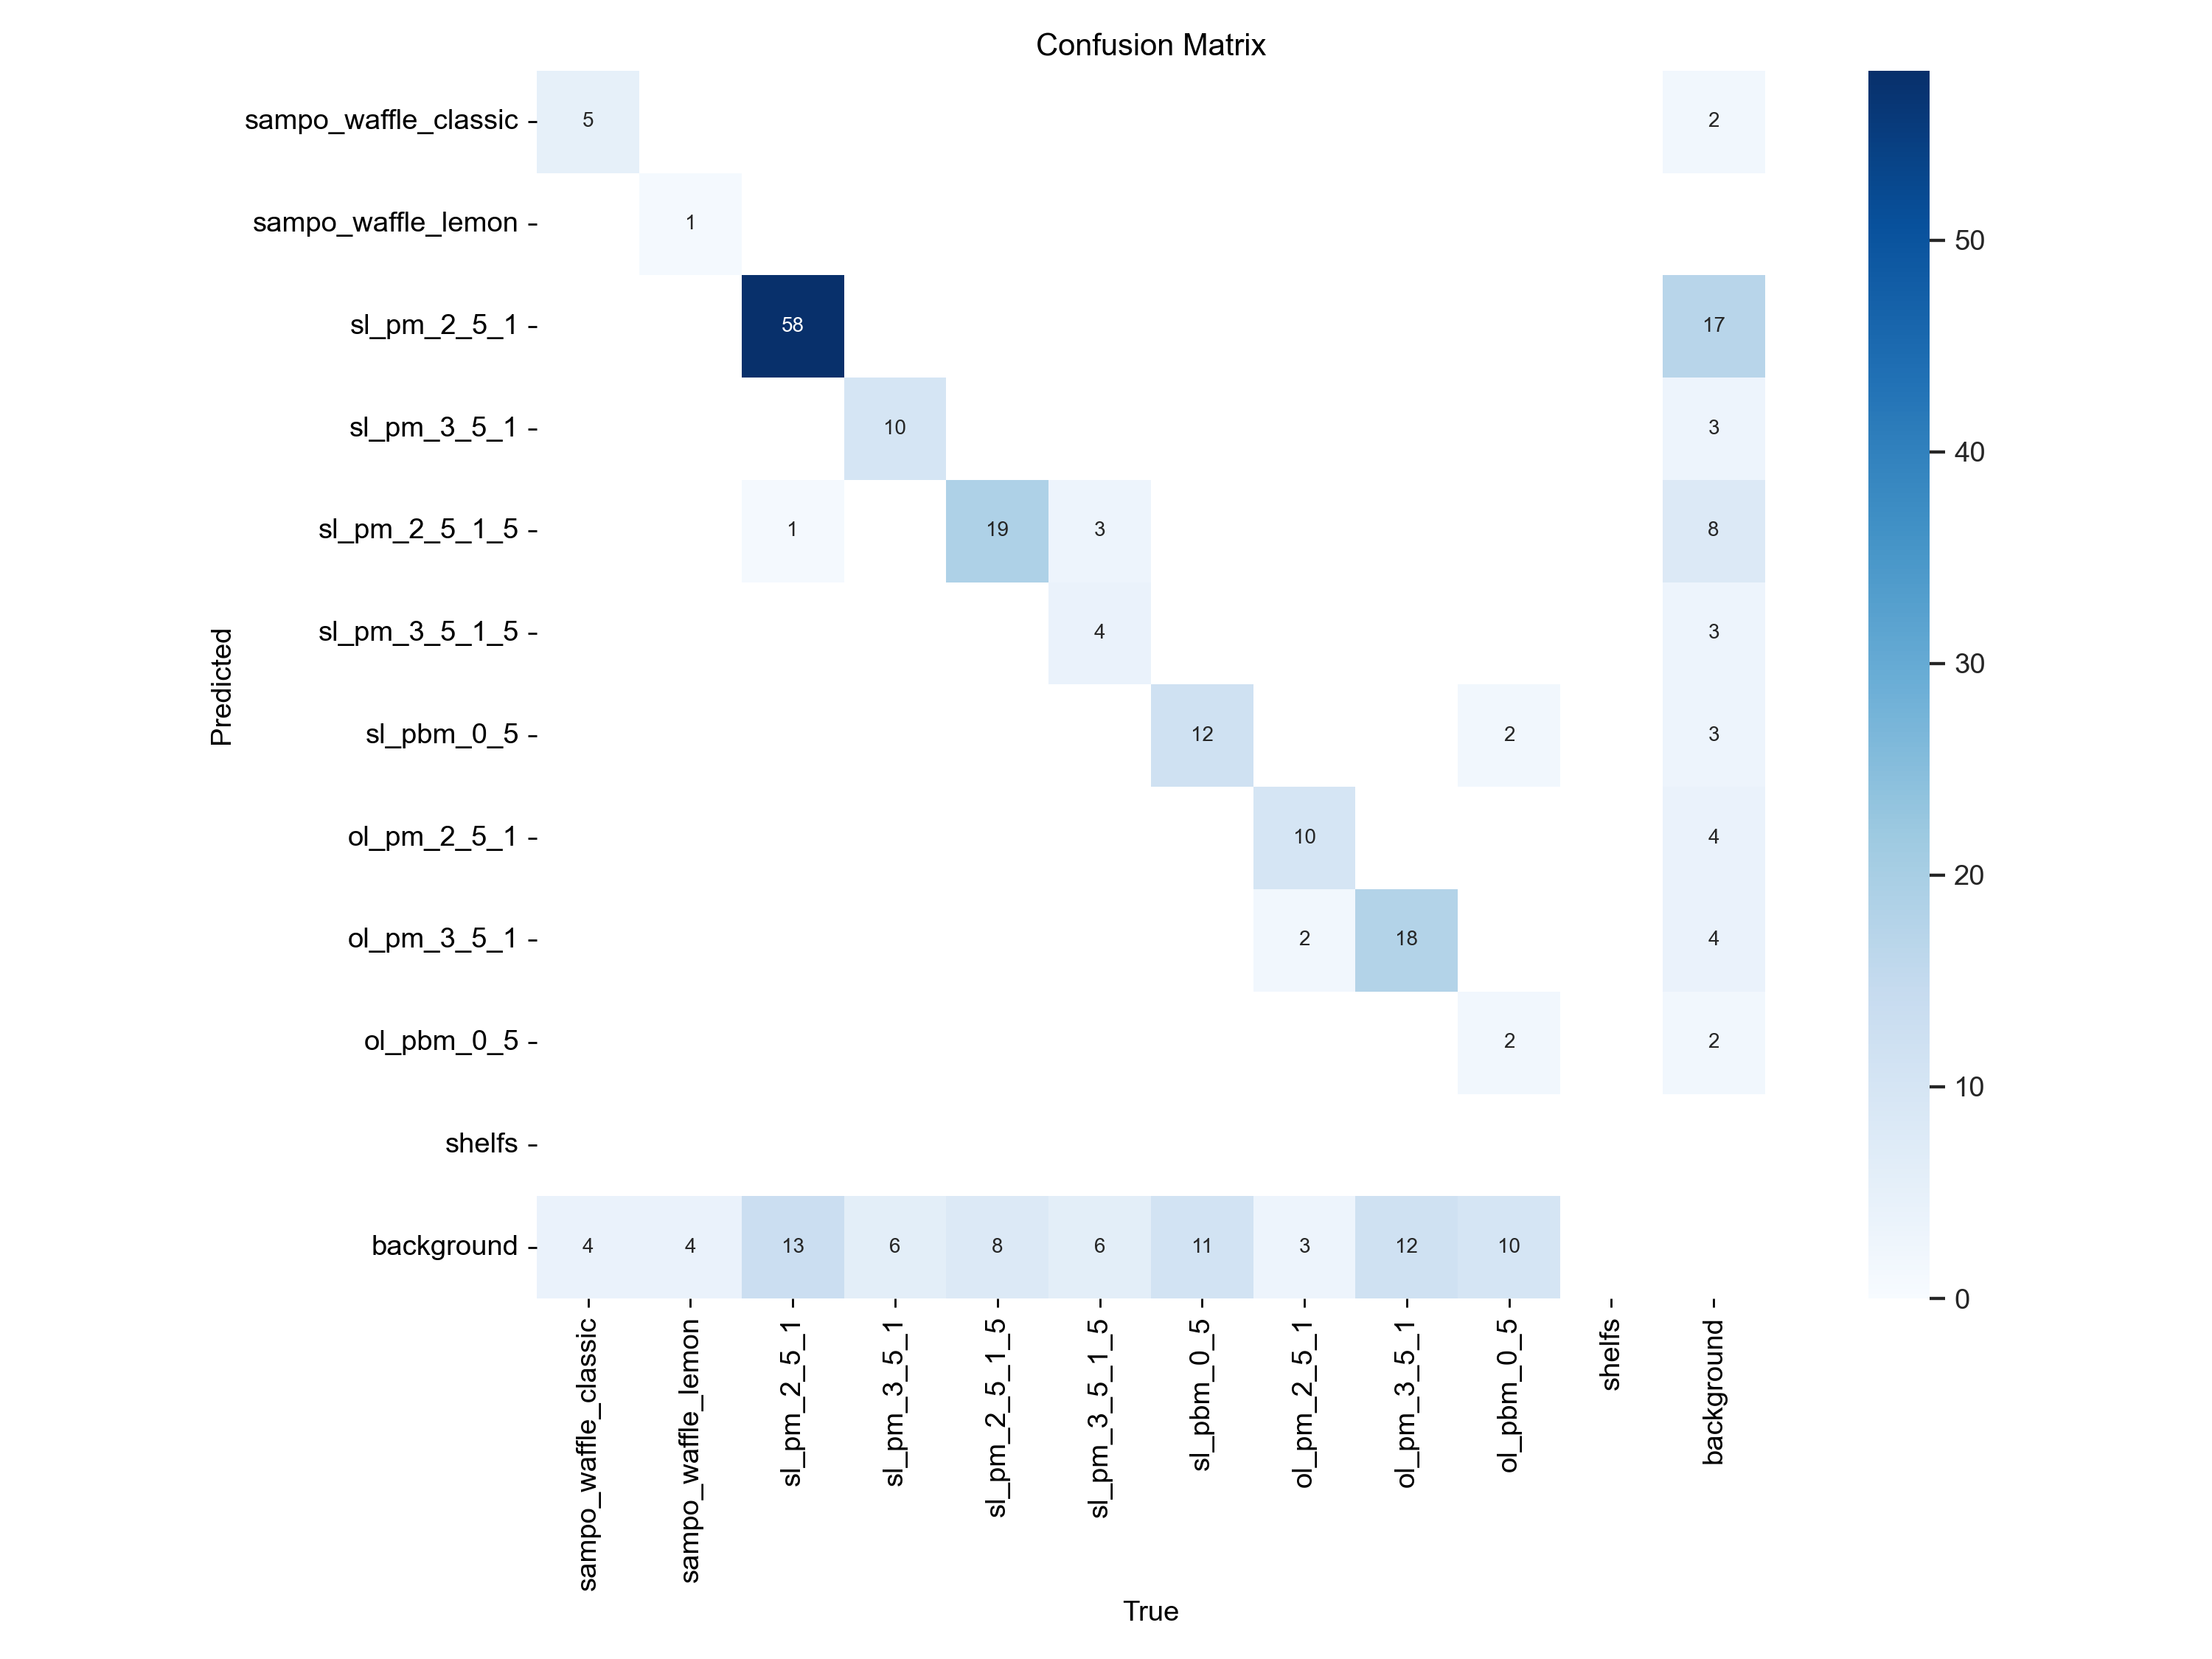 Confusion Matrix
sampo_waffle_classic 5 2
sampo_waffle_lemon 1
sl_pm_2_5_1 58 17
sl_pm_3_5_1 10 3
sl_pm_2_5_1_5 1 19 3 8
sl_pm_3_5_1_5 4 3
sl_pbm_0_5 12 2 3
ol_pm_2_5_1 10 4
ol_pm_3_5_1 2 18 4
ol_pbm_0_5 2 2
shelfs
background 4 4 13 6 8 6 11 3 12 10
Predicted
sampo_waffle_classic
sampo_waffle_lemon
sl_pm_2_5_1
sl_pm_3_5_1
sl_pm_2_5_1_5
sl_pm_3_5_1_5
sl_pbm_0_5
ol_pm_2_5_1
ol_pm_3_5_1
ol_pbm_0_5
shelfs
background
True
50
40
30
20
10
0